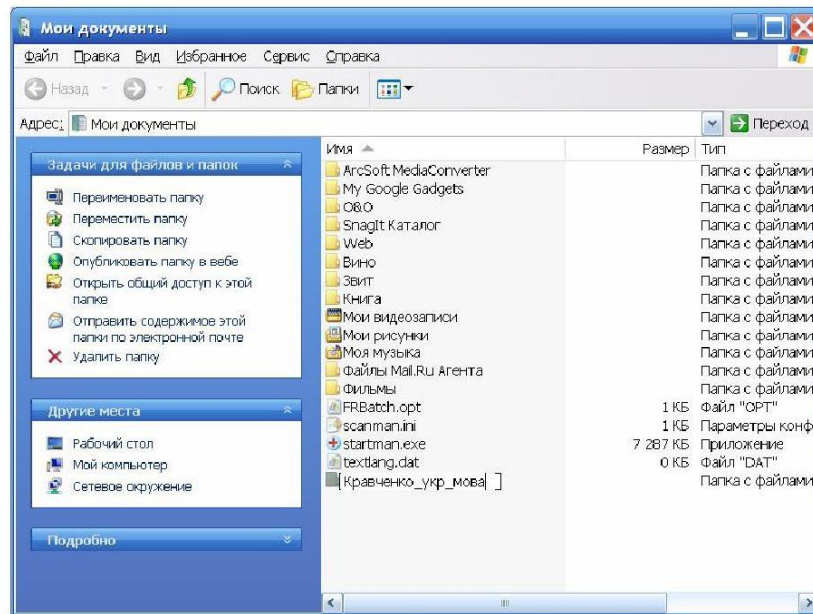 Мои документы
Файл Правка Вид Избранное Сервис Справка
Назад Поиск Папки
Адрес: Мои документы Переход
Задачи для файлов и папок
Переименовать папку
Переместить папку
Скопировать папку
Опубликовать папку в вебе
Открыть общий доступ к этой
папке
Отправить содержимое этой
папки по электронной почте
Удалить папку
Другие места
Рабочий стол
Мой компьютер
Сетевое окружение
Подробно
Имя Размер Тип
ArcSoft MediaConverter Папка с файлами
My Google Gadgets Папка с файлами
O&O Папка с файлами
SnagIt Каталог Папка с файлами
Web Папка с файлами
Вино Папка с файлами
Звит Папка с файлами
Книга Папка с файлами
Мои видеозаписи Папка с файлами
Мои рисунки Папка с файлами
Моя музыка Папка с файлами
Файлы Mail.Ru Агента Папка с файлами
Фильмы Папка с файлами
FRBatch.opt 1 КБ Файл "OPT"
scanman.ini 1 КБ Параметры конф
startman.exe 7 287 КБ Приложение
textlang.dat 0 КБ Файл "DAT"
Кравченко_укр_мова Папка с файлами